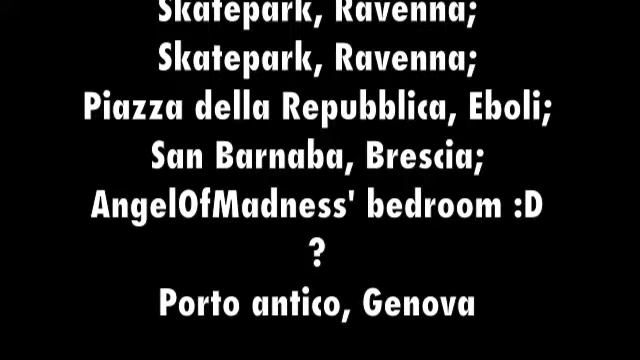 Skatepark, Ravenna;
Skatepark, Ravenna;
Piazza della Repubblica, Eboli;
San Barnaba, Brescia;
AngelOfMadness' bedroom :D
?
Porto antico, Genova